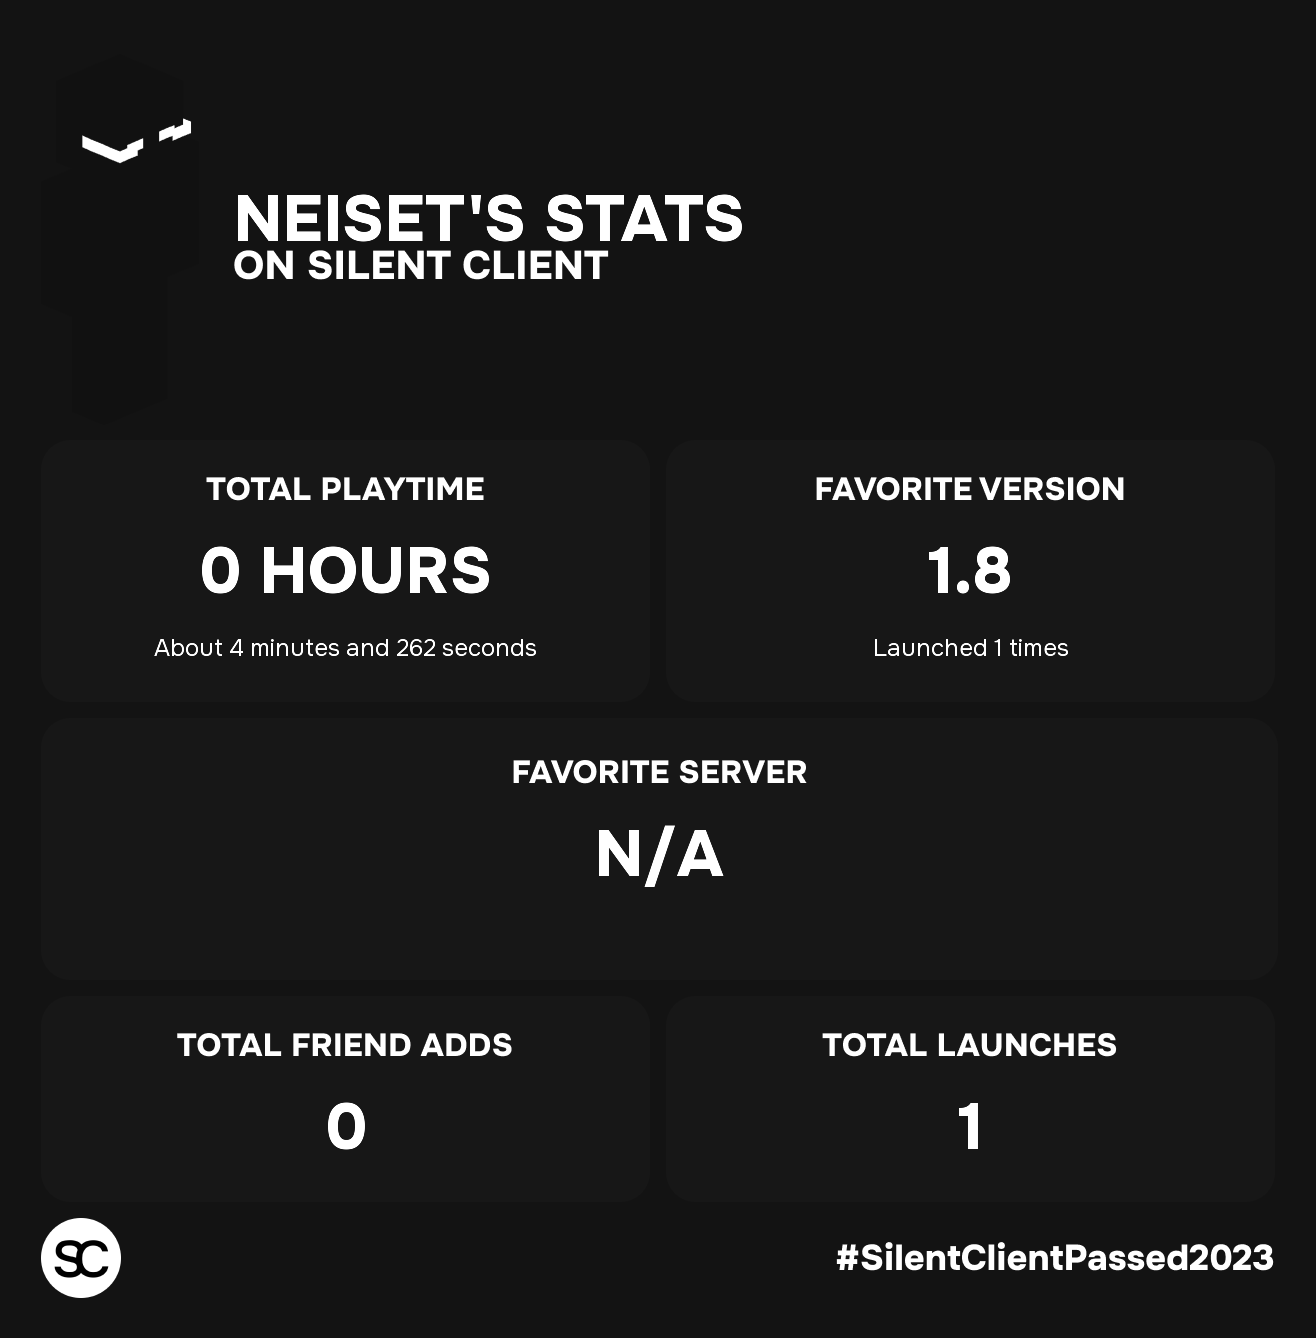 NEISET'S STATS
ON SILENT CLIENT
TOTAL PLAYTIME
0 HOURS
About 4 minutes and 262 seconds
FAVORITE VERSION
1.8
Launched 1 times
FAVORITE SERVER
N/A
TOTAL FRIEND ADDS
0
TOTAL LAUNCHES
1
SC
#SilentClientPassed2023